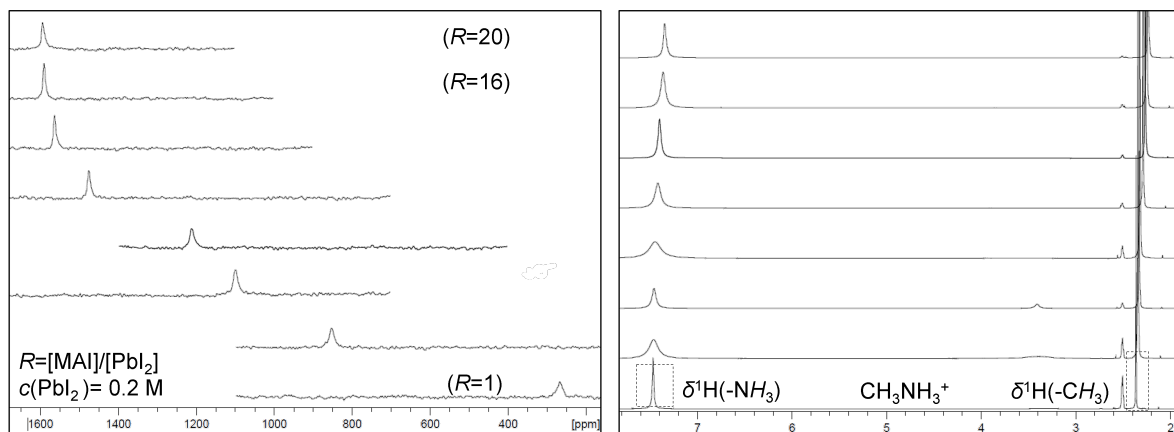 (R=20)
(R=16)
R=[MAI]/[PbI₂]
c(PbI₂)= 0.2 M
(R=1)
1600 1400 1200 1000 800 600 400 [ppm]
δ¹H(-NH₃) CH₃NH₃⁺ δ¹H(-CH₃)
7 6 5 4 3 2